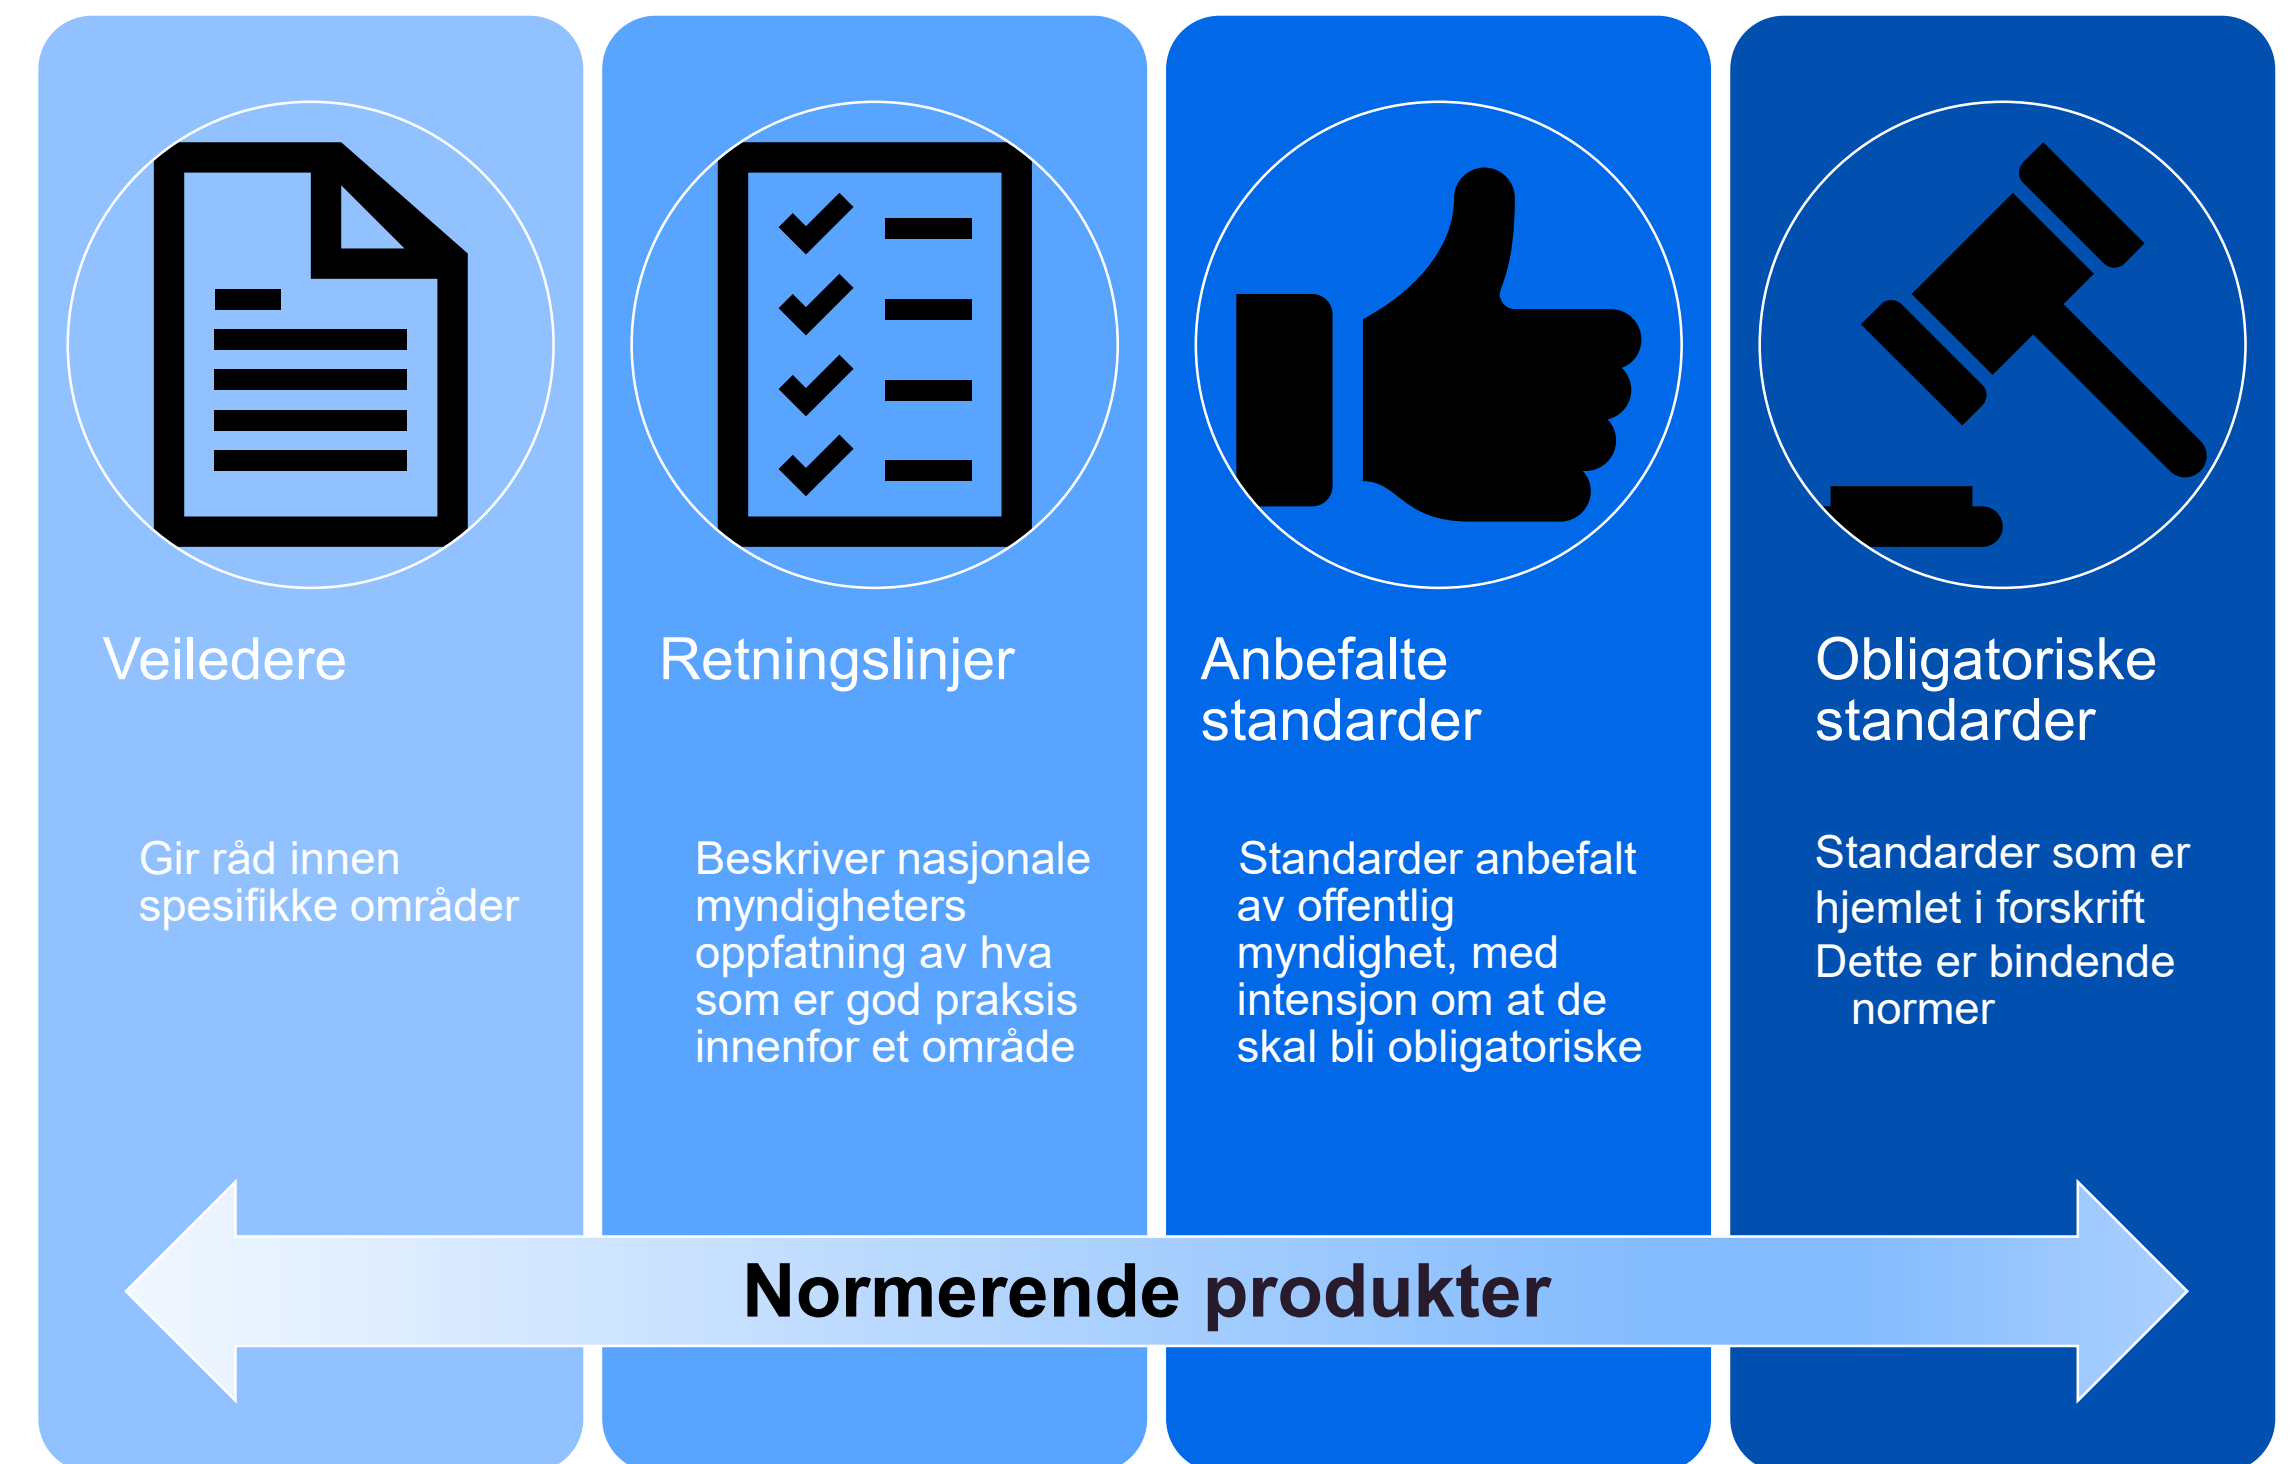 Veiledere
Gir råd innen
spesifikke områder
Retningslinjer
Beskriver nasjonale
myndigheters
oppfatning av hva
som er god praksis
innenfor et område
Anbefalte
standarder
Standarder anbefalt
av offentlig
myndighet, med
intensjon om at de
skal bli obligatoriske
Obligatoriske
standarder
Standarder som er
hjemlet i forskrift
Dette er bindende
normer
Normerende produkter